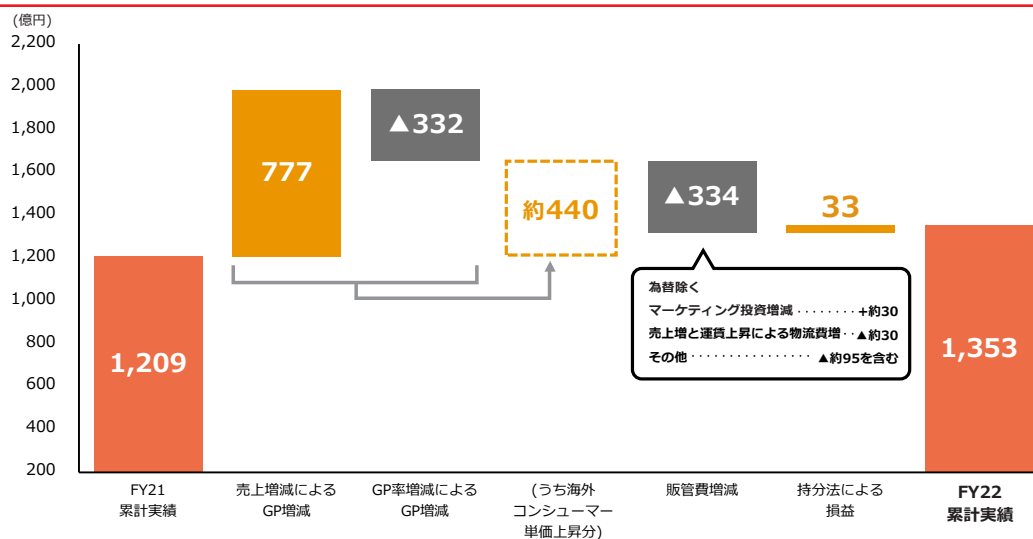 (億円)
2,200
2,000
1,800
1,600
1,400
1,200
1,000
800
600
400
200
1,209
777
▲332
約440
▲334
33
1,353
為替除く
マーケティング投資増減 ········ +約30
売上増と運賃上昇による物流費増 ·· ▲約30
その他 ················ ▲約95を含む
FY21
累計実績
売上増減による
GP増減
GP率増減による
GP増減
(うち海外
コンシューマー
単価上昇分)
販管費増減
持分法による
損益
FY22
累計実績